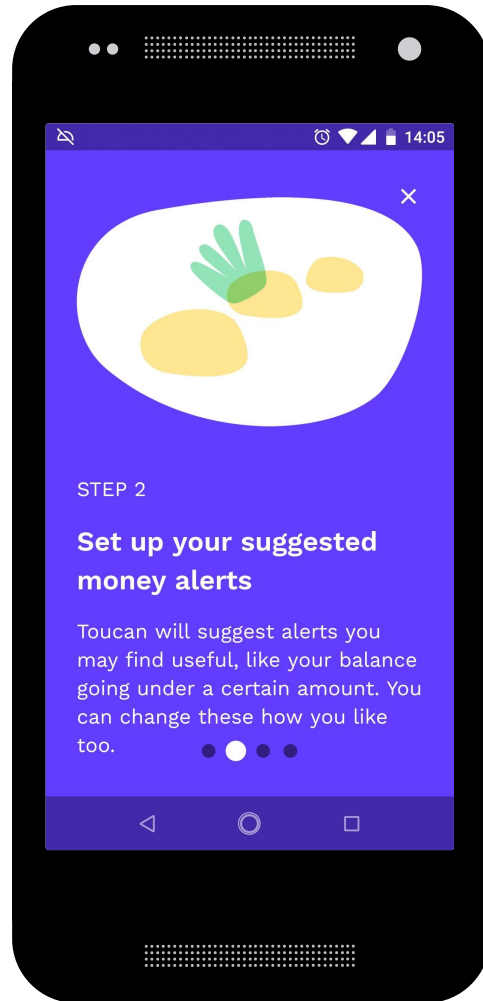 14:05
STEP 2
Set up your suggested
money alerts
Toucan will suggest alerts you
may find useful, like your balance
going under a certain amount. You
can change these how you like
too.